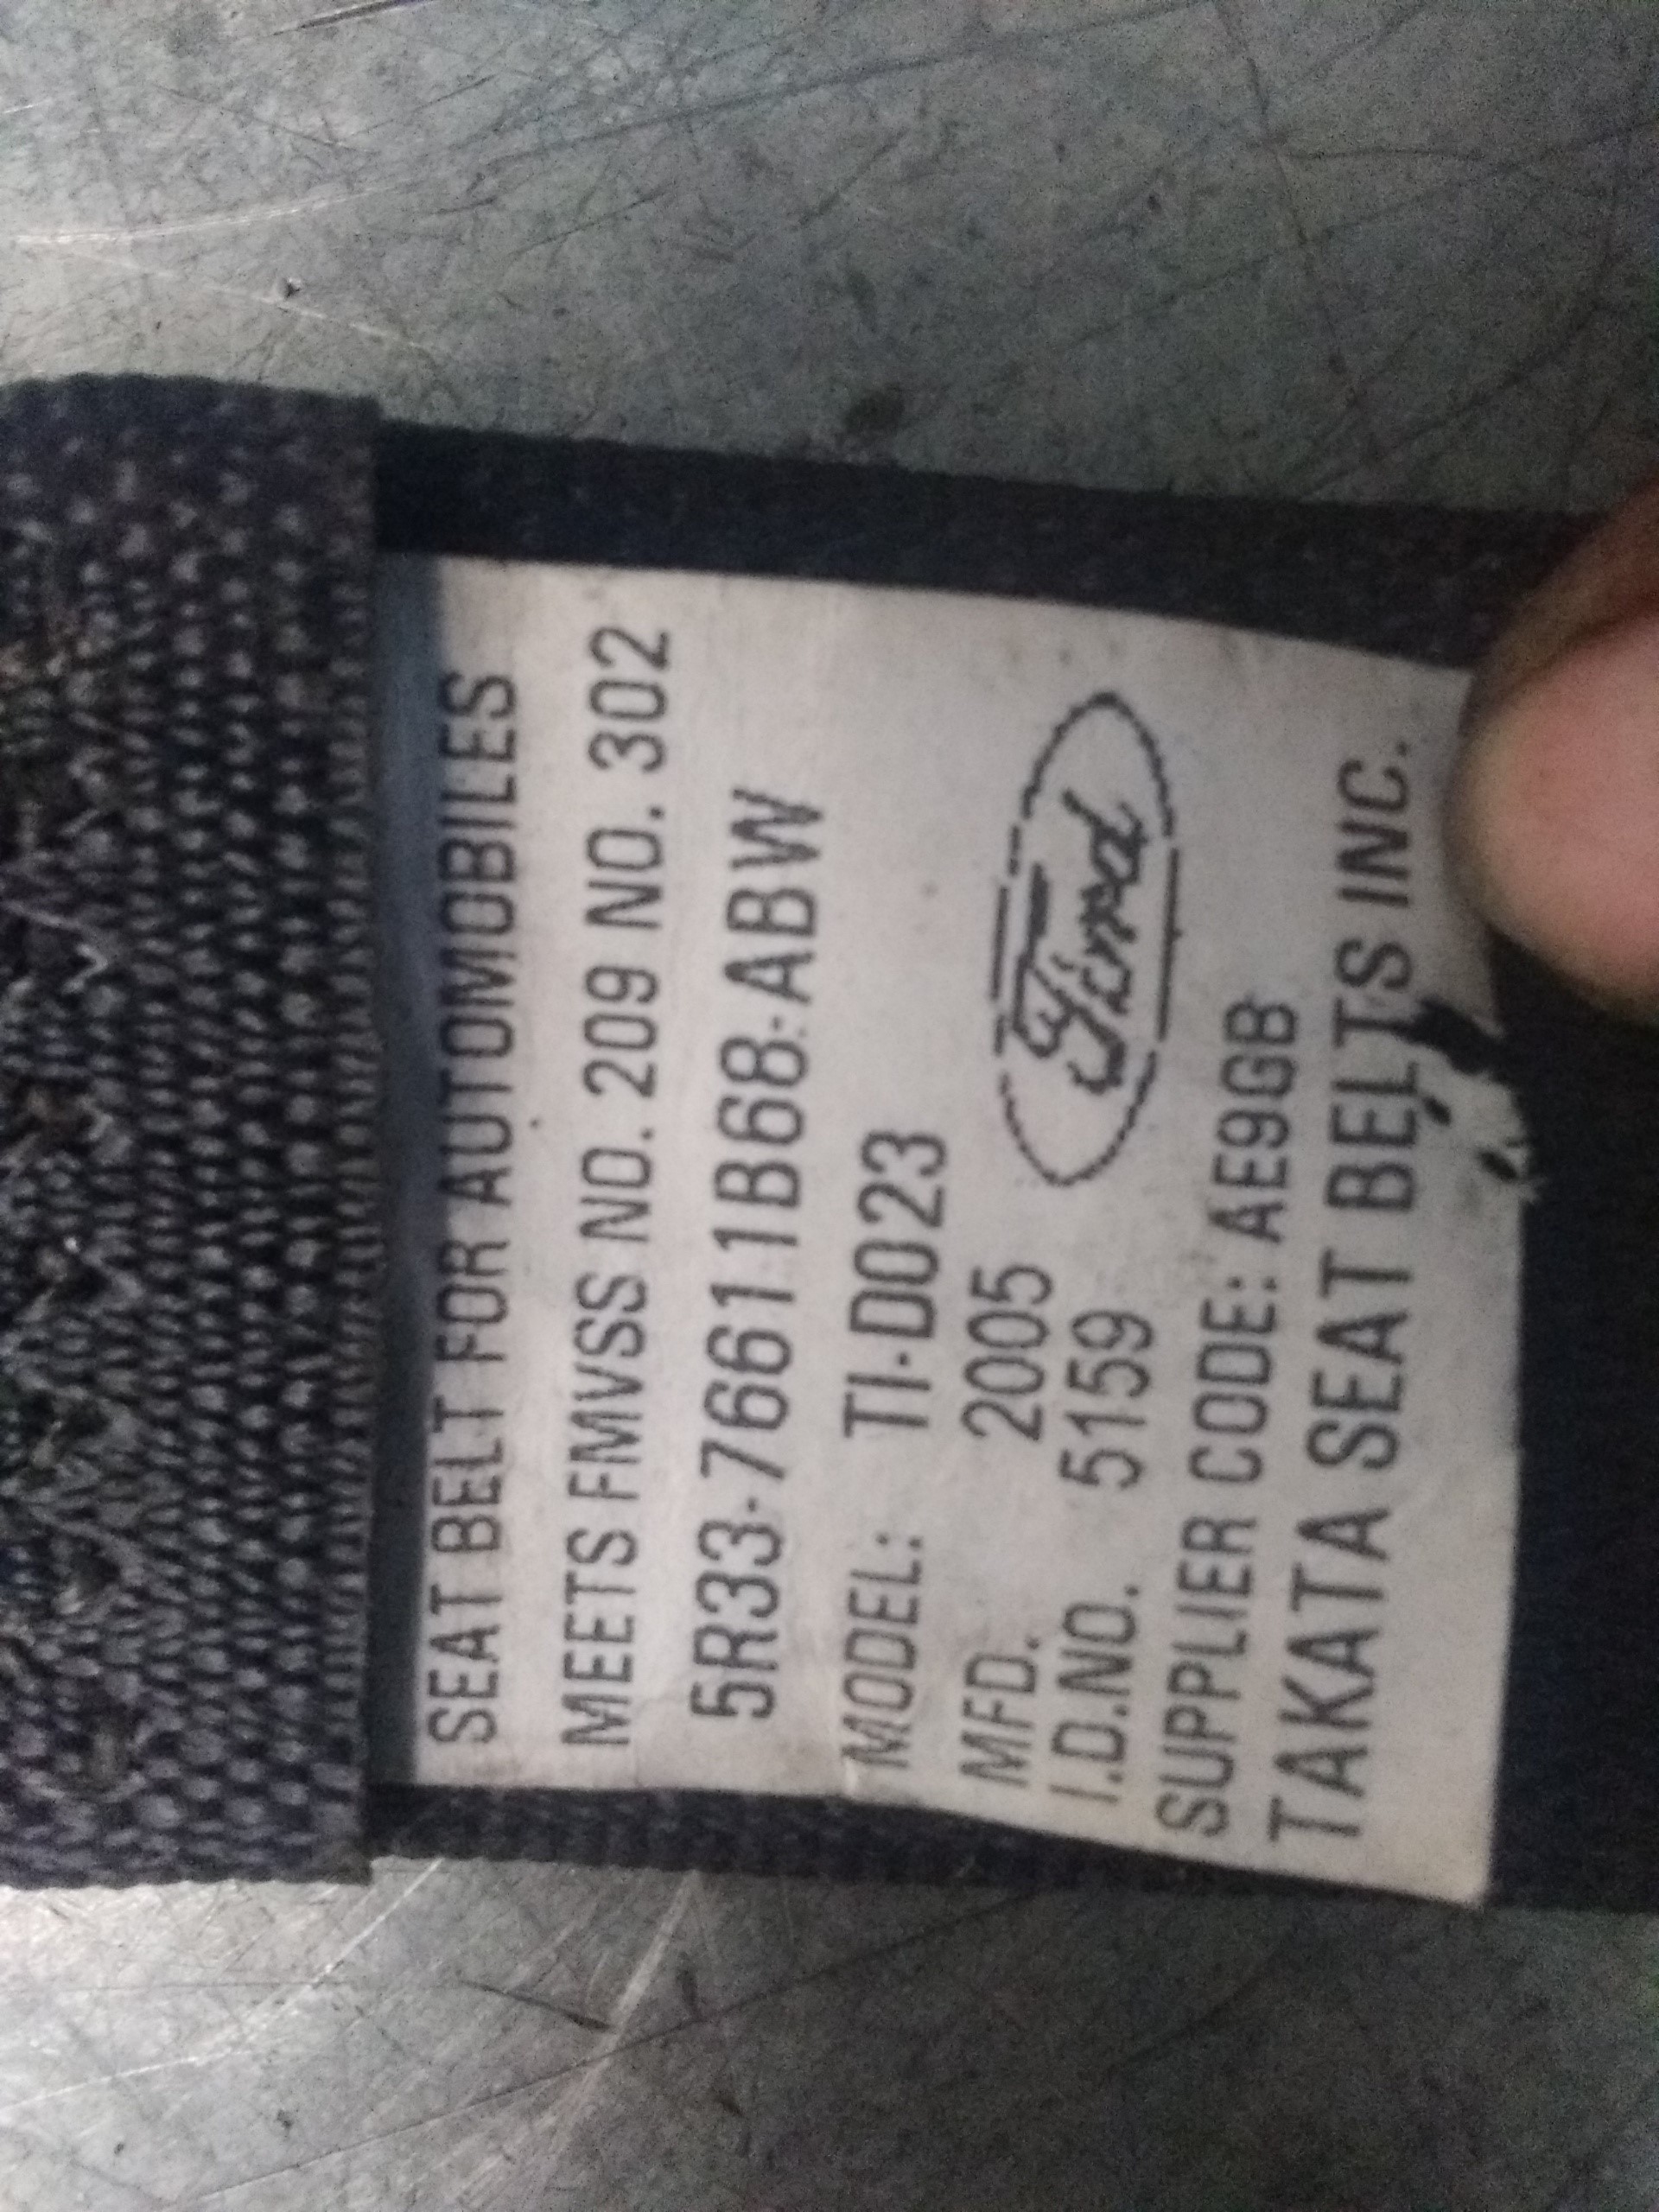 SEAT BELT FOR AUTOMOBILES
MEETS FMVSS NO. 209 NO. 302
5R33-76611B68-ABW
MODEL: TI-D023
MFD. 2005
I.D.NO. 5159
Ford
SUPPLIER CODE: AE9GB
TAKATA SEAT BELTS INC.